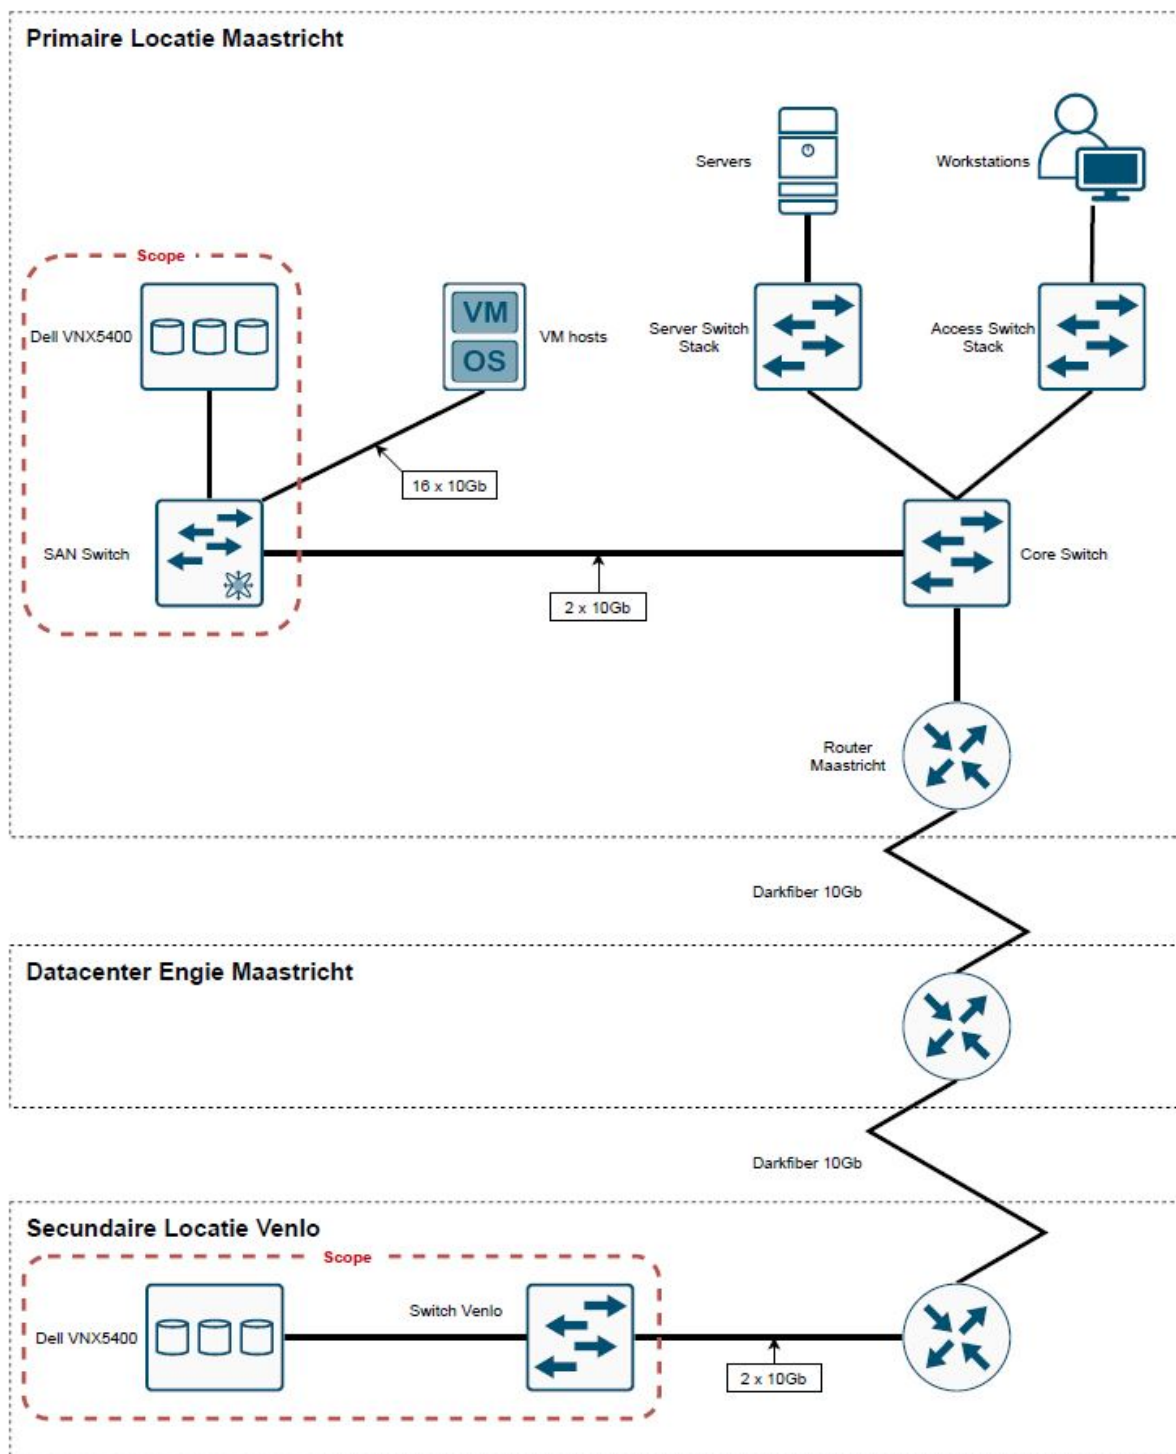 Primaire Locatie Maastricht
Servers
Workstations
Scope
Dell VNX5400
VM
OS
VM hosts
Server Switch
Stack
Access Switch
Stack
16 x 10Gb
SAN Switch
2 x 10Gb
Core Switch
Router
Maastricht
Darkfiber 10Gb
Datacenter Engie Maastricht
Darkfiber 10Gb
Secundaire Locatie Venlo
Scope
Dell VNX5400
Switch Venlo
2 x 10Gb